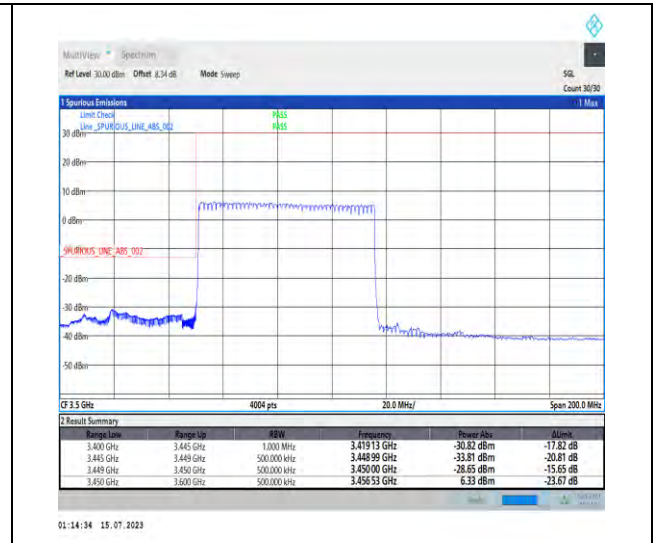 MultiView Spectrum
Ref Level 30.00 dBm Offset 8.34 dB Mode Sweep SGL
Count 30/30
1 Spurious Emissions 1 Max
Limit Check PASS
Line _SPURIOUS_LINE_ABS_002 PASS
30 dBm
20 dBm
10 dBm
0 dBm
_SPURIOUS_LINE_ABS_002
-20 dBm
-30 dBm
-40 dBm
-50 dBm
CF 3.5 GHz 4004 pts 20.0 MHz/ Span 200.0 MHz
2 Result Summary
Range Low Range Up RBW Frequency Power Abs ΔLimit
3.400 GHz 3.445 GHz 1.000 MHz 3.41913 GHz -30.82 dBm -17.82 dB
3.445 GHz 3.449 GHz 500.000 kHz 3.44899 GHz -33.81 dBm -20.81 dB
3.449 GHz 3.450 GHz 500.000 kHz 3.45000 GHz -28.65 dBm -15.65 dB
3.450 GHz 3.600 GHz 500.000 kHz 3.45653 GHz 6.33 dBm -23.67 dB
01:14:34 15.07.2023